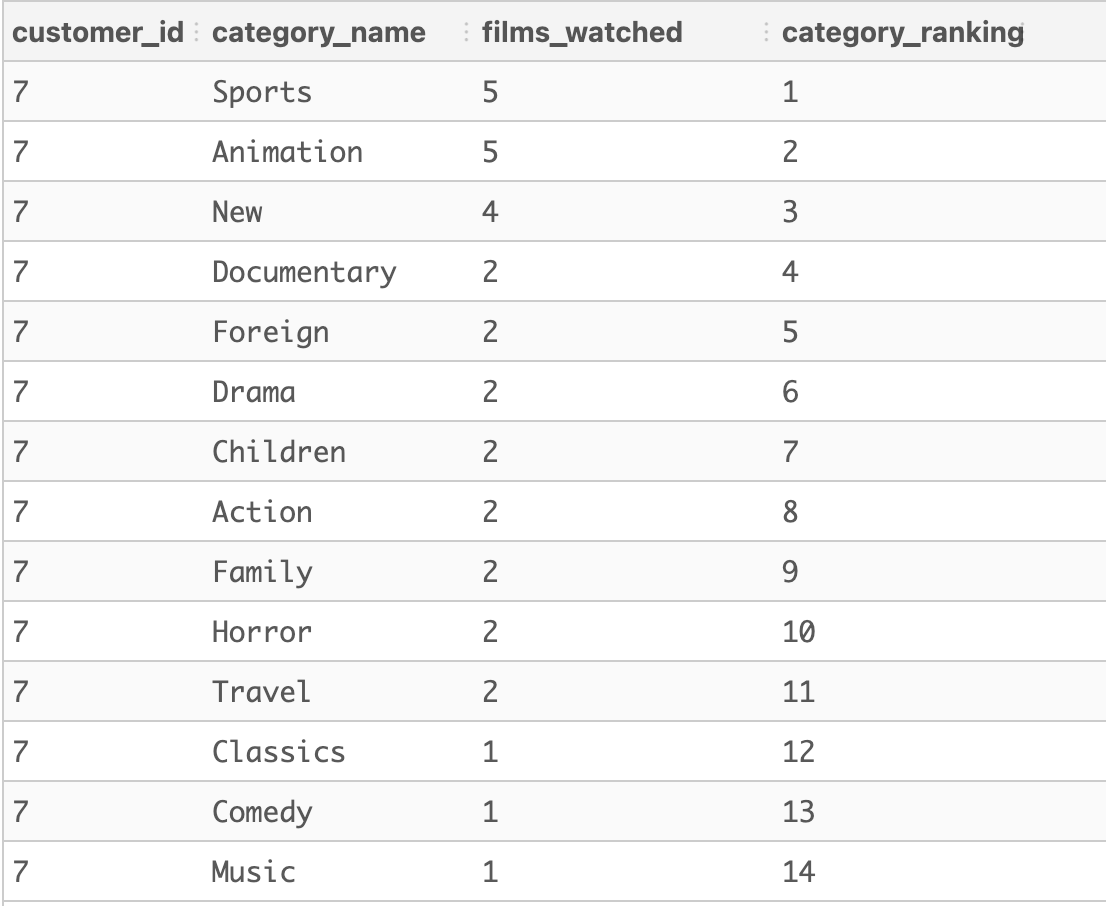 customer_id category_name films_watched category_ranking
7 Sports 5 1
7 Animation 5 2
7 New 4 3
7 Documentary 2 4
7 Foreign 2 5
7 Drama 2 6
7 Children 2 7
7 Action 2 8
7 Family 2 9
7 Horror 2 10
7 Travel 2 11
7 Classics 1 12
7 Comedy 1 13
7 Music 1 14